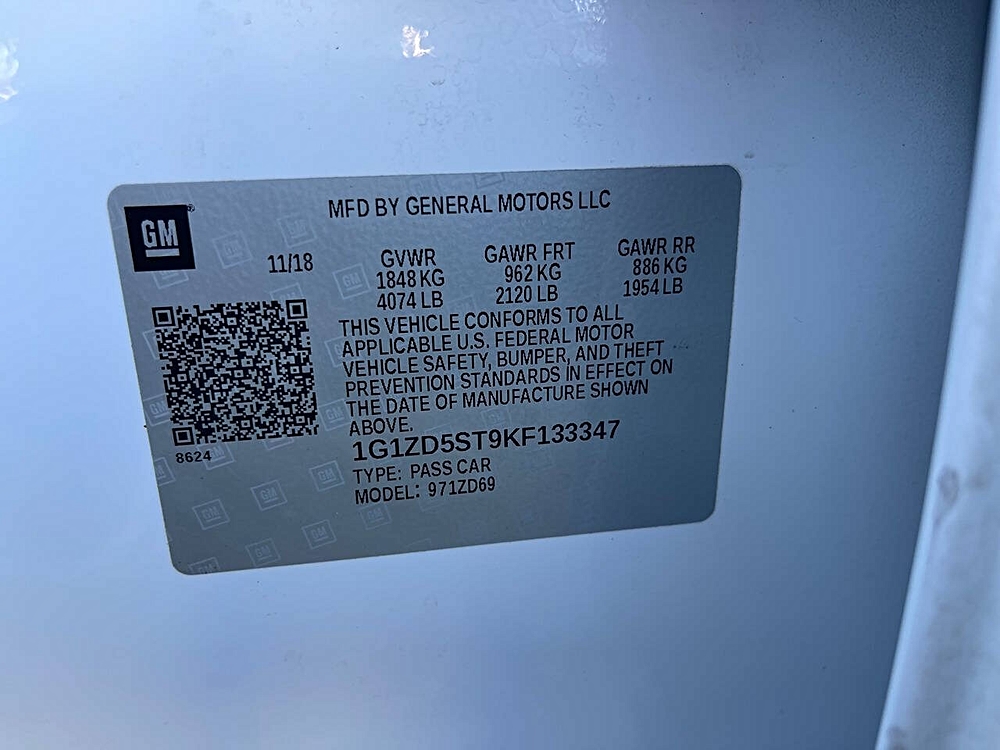 MFD BY GENERAL MOTORS LLC
GM
11/18
GVWR GAWR FRT GAWR RR
1848 KG 962 KG 886 KG
4074 LB 2120 LB 1954 LB
THIS VEHICLE CONFORMS TO ALL
APPLICABLE U.S. FEDERAL MOTOR
VEHICLE SAFETY, BUMPER, AND THEFT
PREVENTION STANDARDS IN EFFECT ON
THE DATE OF MANUFACTURE SHOWN
ABOVE.
1G1ZD5ST9KF133347
8624
TYPE: PASS CAR
MODEL: 971ZD69